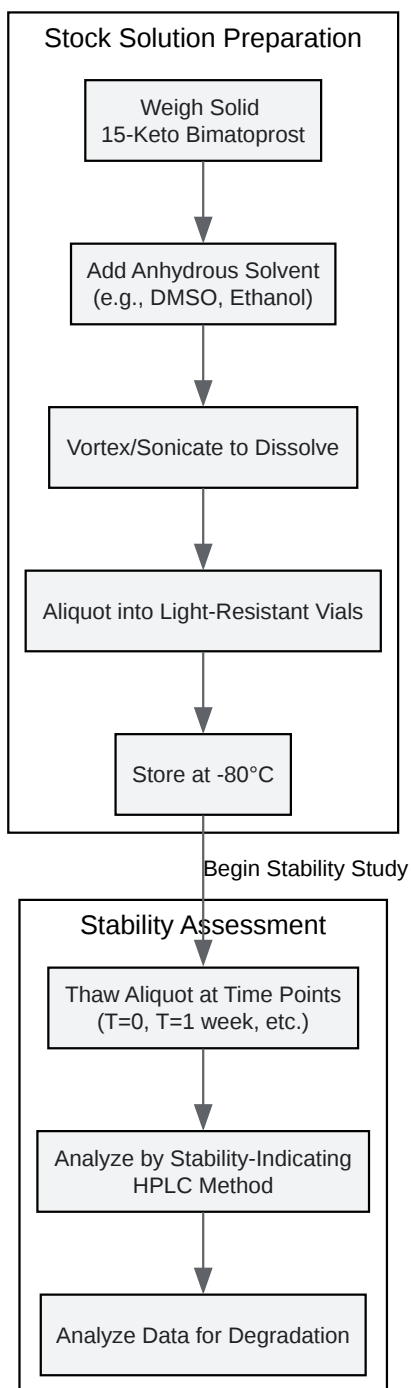 Stock Solution Preparation
Weigh Solid
15-Keto Bimatoprost
Add Anhydrous Solvent
(e.g., DMSO, Ethanol)
Vortex/Sonicate to Dissolve
Aliquot into Light-Resistant Vials
Store at -80°C
Begin Stability Study
Stability Assessment
Thaw Aliquot at Time Points
(T=0, T=1 week, etc.)
Analyze by Stability-Indicating
HPLC Method
Analyze Data for Degradation